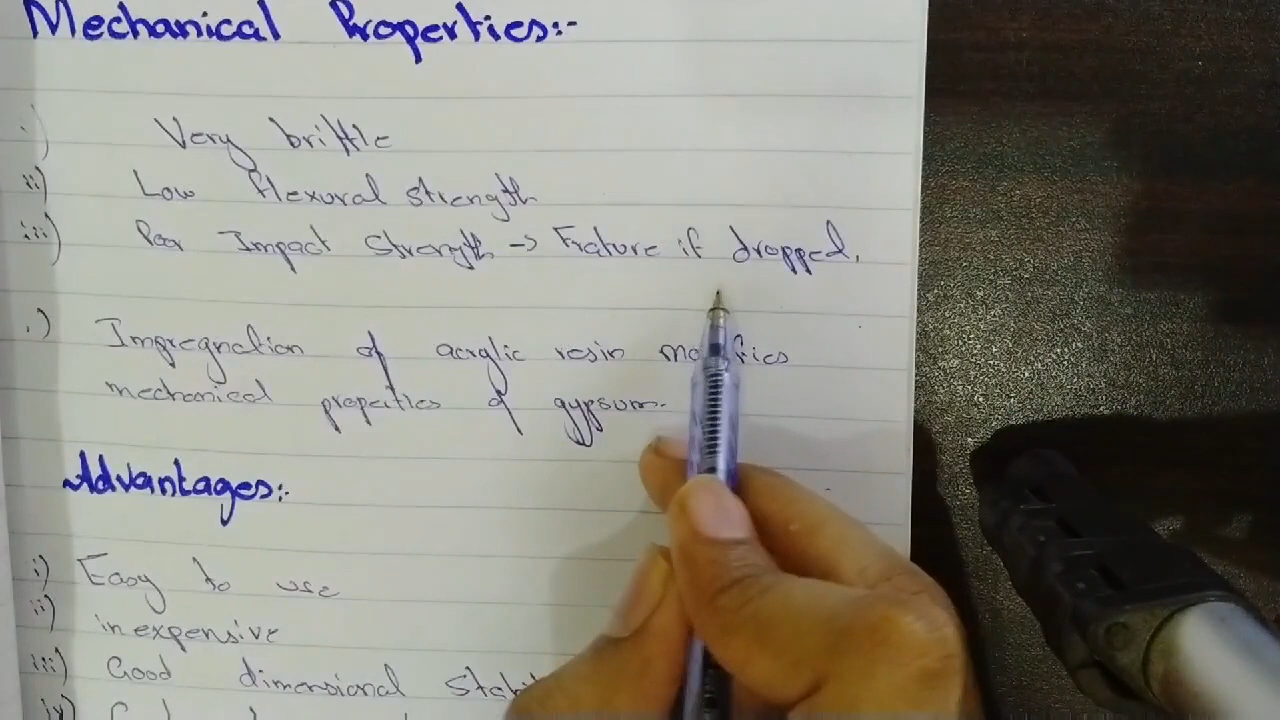 Mechanical Properties:-
i) Very brittle
ii) Low flexural strength
iii) Poor Impact Strength -> Frature if dropped.
.) Impregnation of acrylic resin modifies
mechanical properties of gypsum.
Advantages:-
i) Easy to use
ii) inexpensive
iii) Good dimensional
iv)